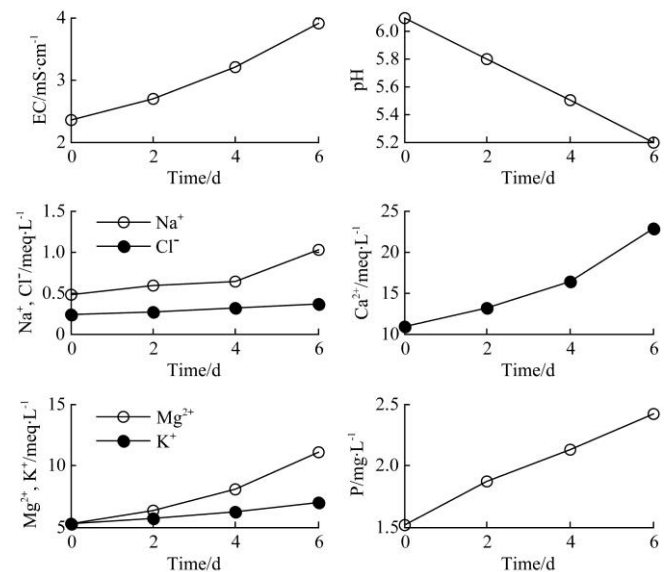 4
3
2
EC/mS·cm⁻¹
0 2 4 6
Time/d
6.0
5.8
5.6
5.4
5.2
pH
0 2 4 6
Time/d
1.5
1.0
0.5
0.0
Na⁺, Cl⁻/meq·L⁻¹
Na⁺
Cl⁻
0 2 4 6
Time/d
25
20
15
10
Ca²⁺/meq·L⁻¹
0 2 4 6
Time/d
15
10
5
Mg²⁺, K⁺/meq·L⁻¹
Mg²⁺
K⁺
0 2 4 6
Time/d
2.5
2.0
1.5
P/mg·L⁻¹
0 2 4 6
Time/d